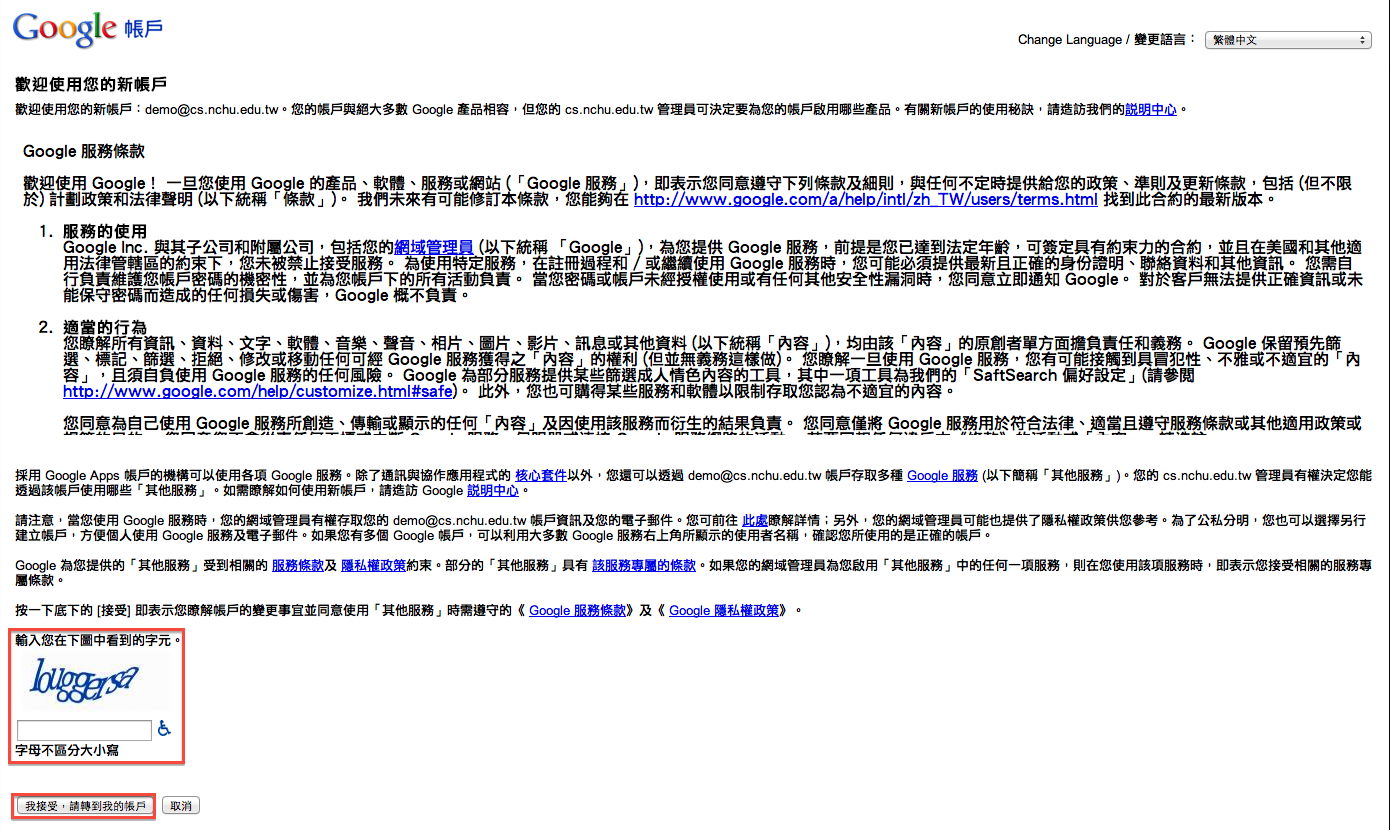 Google 帳戶
Change Language / 變更語言： 繁體中文
歡迎使用您的新帳戶
歡迎使用您的新帳戶：demo@cs.nchu.edu.tw。您的帳戶與絕大多數 Google 產品相容，但您的 cs.nchu.edu.tw 管理員可決定要為您的帳戶啟用哪些產品。有關新帳戶的使用秘訣，請造訪我們的說明中心。
Google 服務條款
歡迎使用 Google！ 一旦您使用 Google 的產品、軟體、服務或網站 (「Google 服務」)，即表示您同意遵守下列條款及細則，與任何不定時提供給您的政策、準則及更新條款，包括 (但不限
於) 計劃政策和法律聲明 (以下統稱「條款」)。 我們未來有可能修訂本條款，您能夠在 http://www.google.com/a/help/intl/zh_TW/users/terms.html 找到此合約的最新版本。
1. 服務的使用
Google Inc. 與其子公司和附屬公司，包括您的網域管理員 (以下統稱 「Google」)，為您提供 Google 服務，前提是您已達到法定年齡，可簽定具有約束力的合約，並且在美國和其他適
用法律管轄區的約束下，您未被禁止接受服務。 為使用特定服務，在註冊過程和 / 或繼續使用 Google 服務時，您可能必須提供最新且正確的身份證明、聯絡資料和其他資訊。 您需自
行負責維護您帳戶密碼的機密性，並為您帳戶下的所有活動負責。 當您密碼或帳戶未經授權使用或有任何其他安全性漏洞時，您同意立即通知 Google。 對於客戶無法提供正確資訊或未
能保守密碼而造成的任何損失或傷害，Google 概不負責。
2. 適當的行為
您瞭解所有資訊、資料、文字、軟體、音樂、聲音、相片、圖片、影片、訊息或其他資料 (以下統稱「內容」)，均由該「內容」的原創者單方面擔負責任和義務。 Google 保留預先篩
選、標記、篩選、拒絕、修改或移動任何可經 Google 服務獲得之「內容」的權利 (但並無義務這樣做)。 您瞭解一旦使用 Google 服務，您有可能接觸到具冒犯性、不雅或不適宜的「內
容」，且須自負使用 Google 服務的任何風險。 Google 為部分服務提供某些篩選成人情色內容的工具，其中一項工具為我們的「SaftSearch 偏好設定」(請參閱
http://www.google.com/help/customize.html#safe)。 此外，您也可購得某些服務和軟體以限制存取您認為不適宜的內容。
您同意為自己使用 Google 服務所創造、傳輸或顯示的任何「內容」及因使用該服務而衍生的結果負責。 您同意僅將 Google 服務用於符合法律、適當且遵守服務條款或其他適用政策或
採用 Google Apps 帳戶的機構可以使用各項 Google 服務。除了通訊與協作應用程式的 核心套件以外，您還可以透過 demo@cs.nchu.edu.tw 帳戶存取多種 Google 服務 (以下簡稱「其他服務」)。您的 cs.nchu.edu.tw 管理員有權決定您能
透過該帳戶使用哪些「其他服務」。如需瞭解如何使用新帳戶，請造訪 Google 說明中心。
請注意，當您使用 Google 服務時，您的網域管理員有權存取您的 demo@cs.nchu.edu.tw 帳戶資訊及您的電子郵件。您可前往 此處瞭解詳情；另外，您的網域管理員可能也提供了隱私權政策供您參考。為了公私分明，您也可以選擇另行
建立帳戶，方便個人使用 Google 服務及電子郵件。如果您有多個 Google 帳戶，可以利用大多數 Google 服務右上角所顯示的使用者名稱，確認您所使用的是正確的帳戶。
Google 為您提供的「其他服務」受到相關的 服務條款及 隱私權政策約束。部分的「其他服務」具有 該服務專屬的條款。如果您的網域管理員為您啟用「其他服務」中的任何一項服務，則在您使用該項服務時，即表示您接受相關的服務專
屬條款。
按一下底下的 [接受] 即表示您瞭解帳戶的變更事宜並同意使用「其他服務」時需遵守的《 Google 服務條款》及《 Google 隱私權政策》。
輸入您在下圖中看到的字元。
字母不區分大小寫
我接受，請轉到我的帳戶 取消